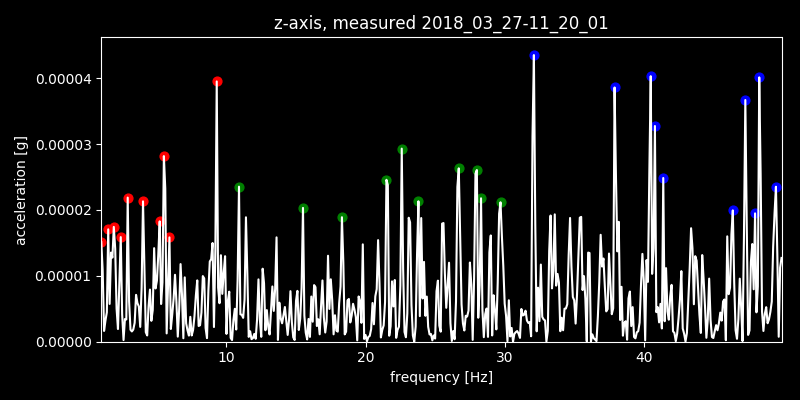 z-axis, measured 2018_03_27-11_20_01
0.00004
0.00003
0.00002
0.00001
0.00000
acceleration [g]
10 20 30 40
frequency [Hz]